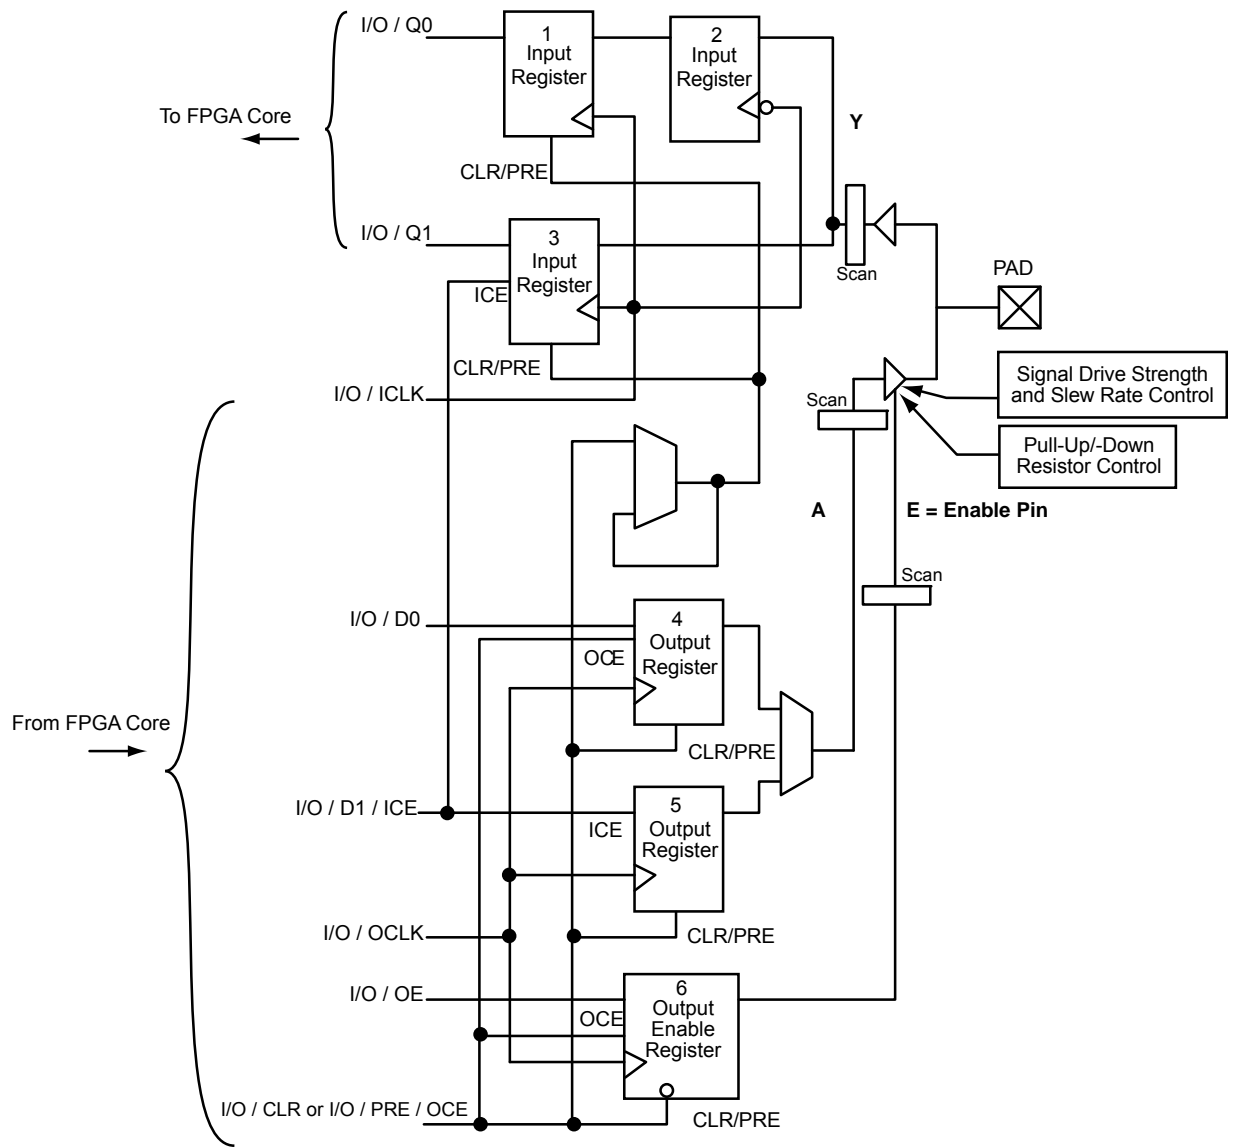 I/O / Q0
1
Input
Register
2
Input
Register
To FPGA Core
Y
CLR/PRE
I/O / Q1
3
Input
Register
ICE
Scan
PAD
CLR/PRE
I/O / ICLK
Scan
Signal Drive Strength
and Slew Rate Control
Pull-Up/-Down
Resistor Control
A
E = Enable Pin
Scan
I/O / D0
4
Output
Register
OCE
From FPGA Core
CLR/PRE
I/O / D1 / ICE
5
Output
Register
ICE
I/O / OCLK
CLR/PRE
I/O / OE
6
Output
Enable
Register
OCE
I/O / CLR or I/O / PRE / OCE
CLR/PRE